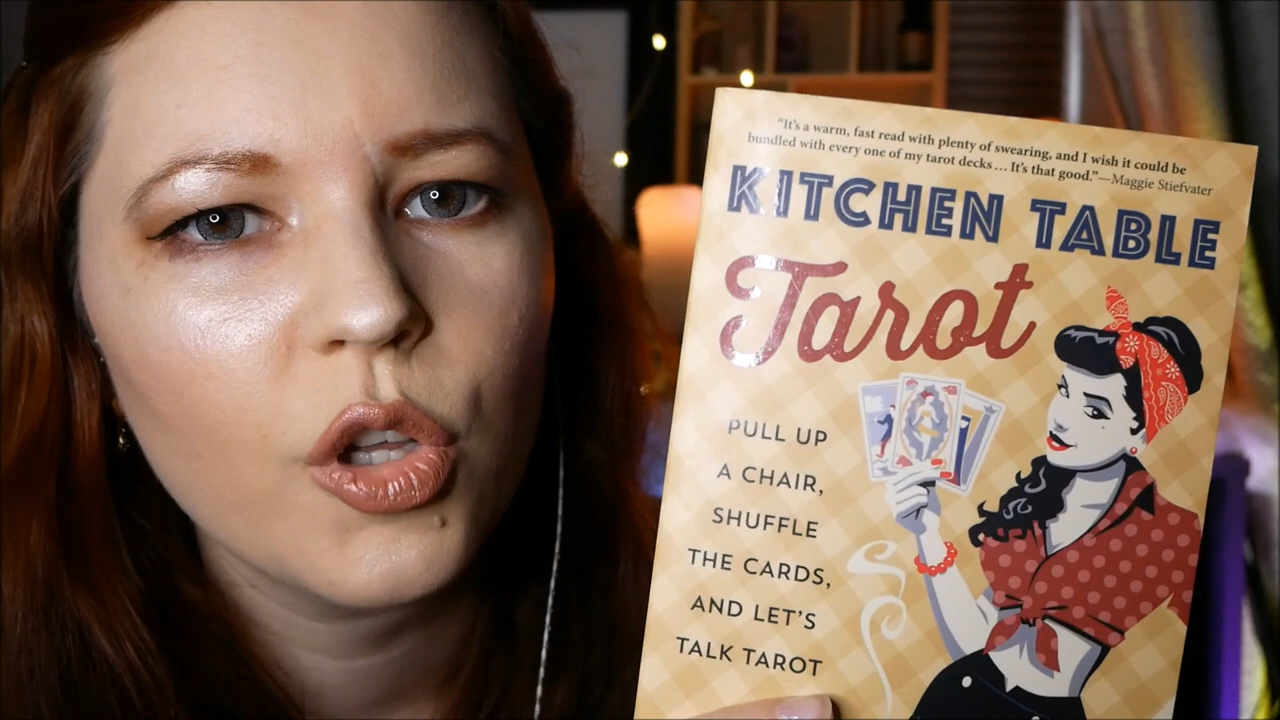 “It’s a warm, fast read with plenty of swearing, and I wish it could be
bundled with every one of my tarot decks . . . It’s that good.”—Maggie Stiefvater
KITCHEN TABLE
Tarot
PULL UP
A CHAIR,
SHUFFLE
THE CARDS,
AND LET’S
TALK TAROT